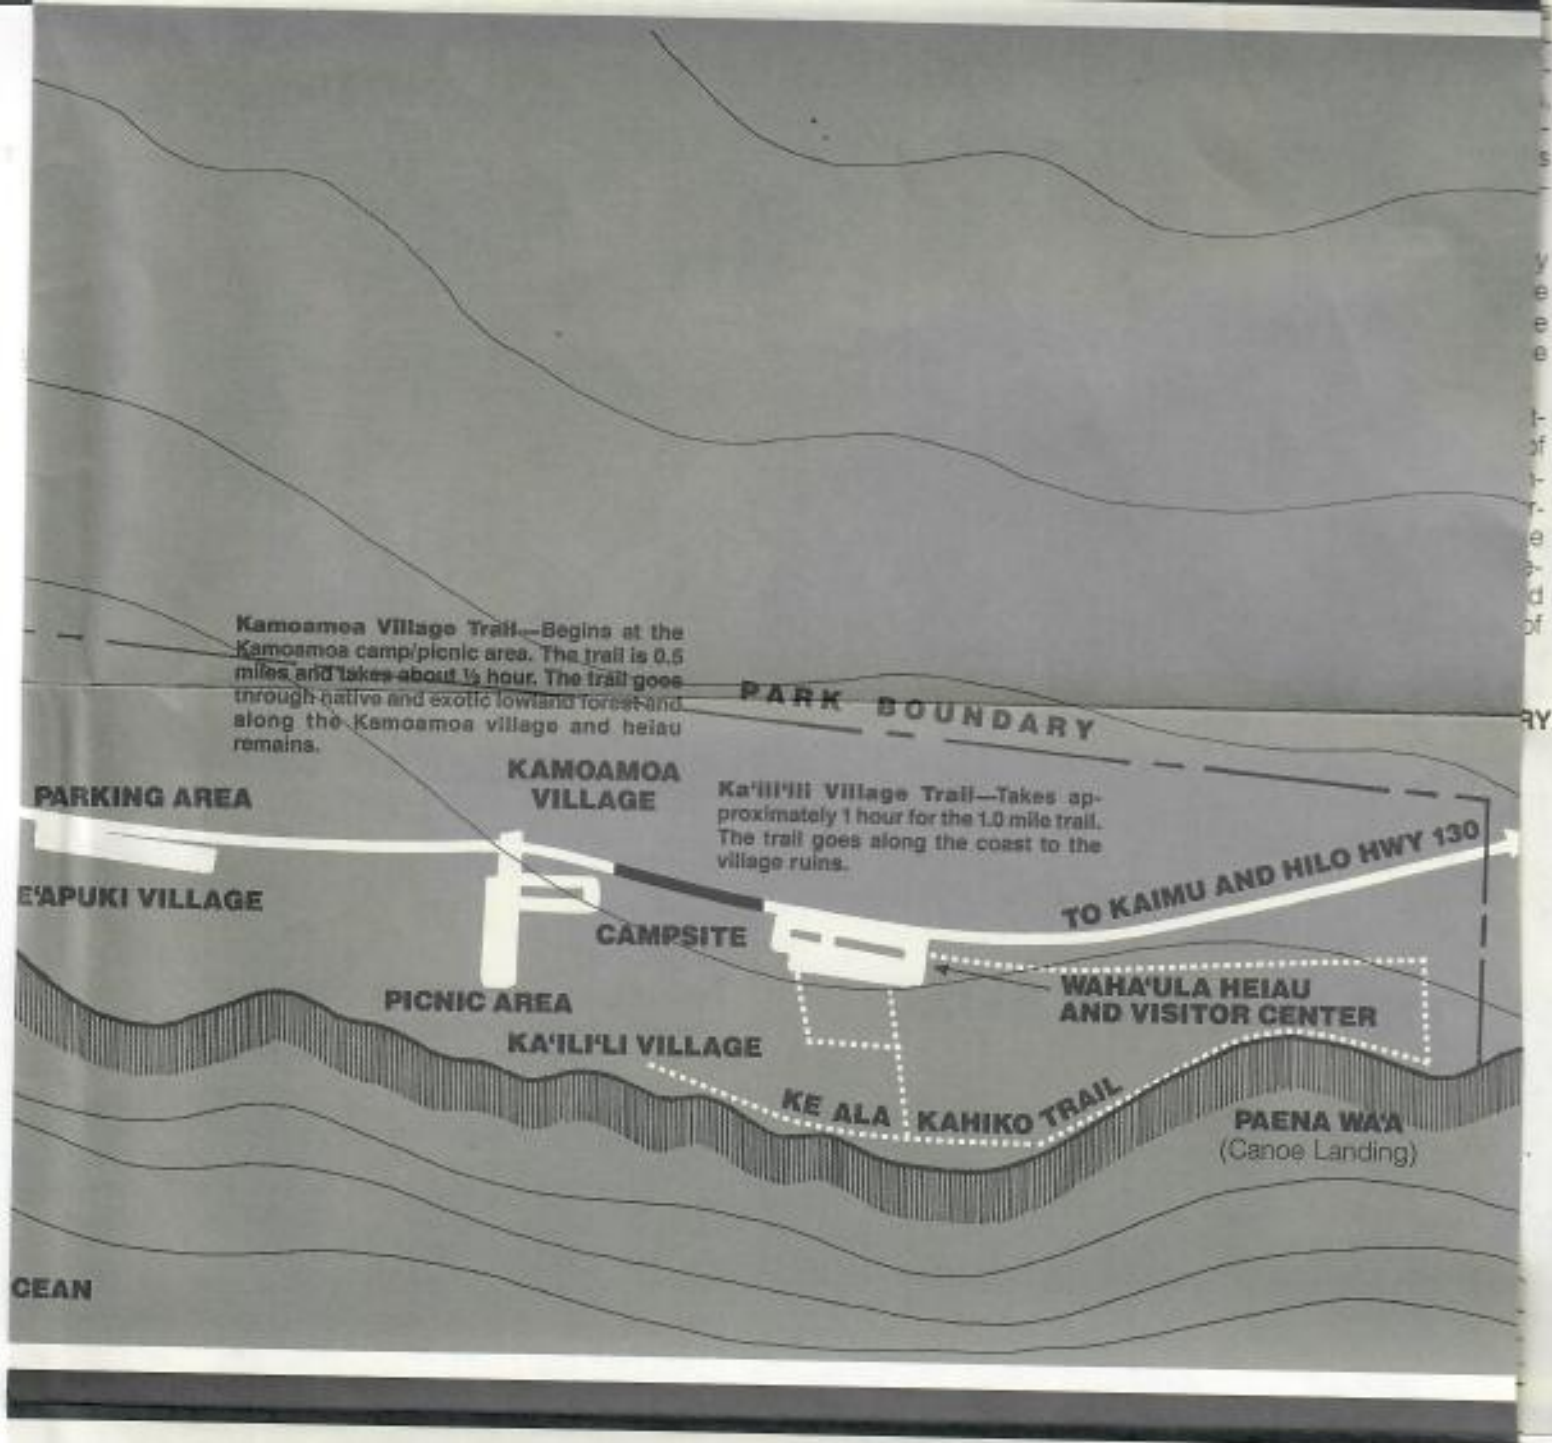 Kamoamoa Village Trail—Begins at the
Kamoamoa camp/picnic area. The trail is 0.5
miles and takes about ½ hour. The trail goes
through native and exotic lowland forest and
along the Kamoamoa village and heiau
remains.
PARK BOUNDARY
KAMOAMOA
VILLAGE
Ka'ili'ili Village Trail—Takes ap-
proximately 1 hour for the 1.0 mile trail.
The trail goes along the coast to the
village ruins.
PARKING AREA
TO KAIMU AND HILO HWY 130
E'APUKI VILLAGE
CAMPSITE
PICNIC AREA
WAHA'ULA HEIAU
AND VISITOR CENTER
KA'ILI'LI VILLAGE
KE ALA KAHIKO TRAIL
PAENA WA'A
(Canoe Landing)
CEAN
RY